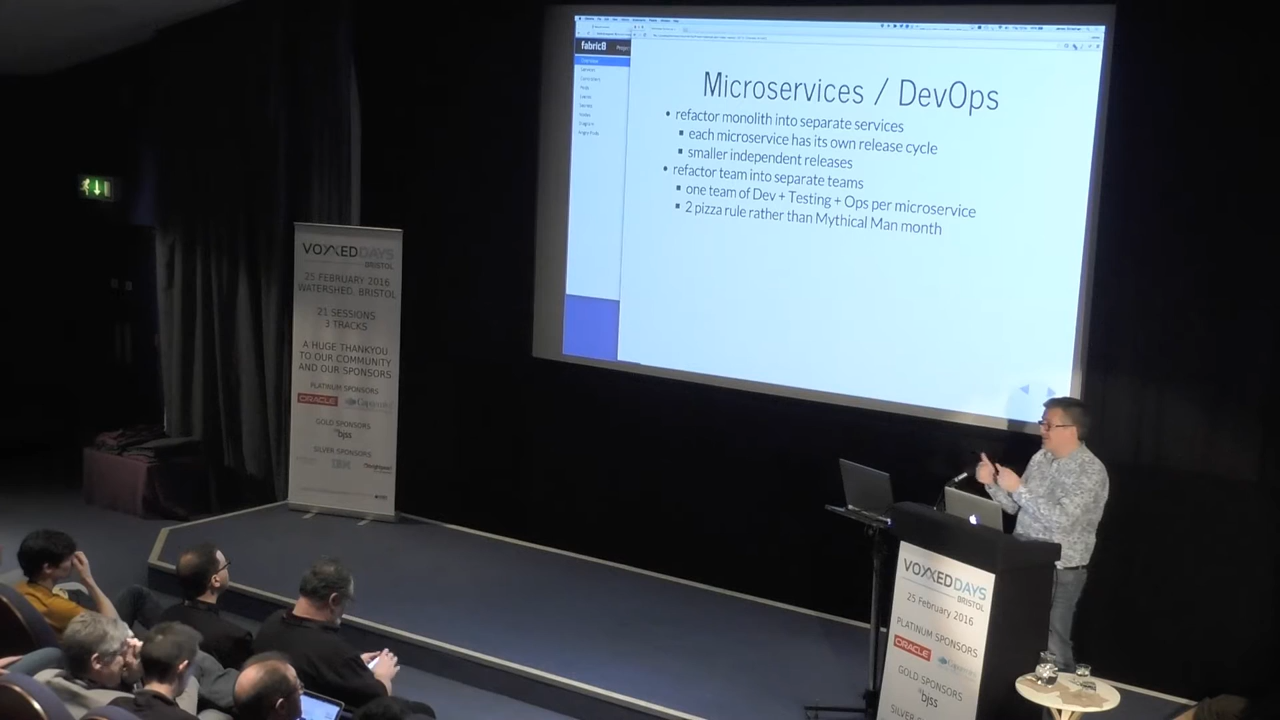 fabric8
Microservices / DevOps
• refactor monolith into separate services
▪ each microservice has its own release cycle
▪ smaller independent releases
• refactor team into separate teams
▪ one team of Dev + Testing + Ops per microservice
▪ 2 pizza rule rather than Mythical Man month
VOXXED DAYS
BRISTOL
25 FEBRUARY 2016
WATERSHED, BRISTOL
21 SESSIONS
3 TRACKS
A HUGE THANKYOU
TO OUR COMMUNITY
AND OUR SPONSORS
PLATINUM SPONSORS
ORACLE
Capgemini
GOLD SPONSORS
bjss
SILVER SPONSORS
IBM
VOXXED DAYS
BRISTOL
25 February 2016
PLATINUM SPONSORS
ORACLE
Capgemini
GOLD SPONSORS
bjss